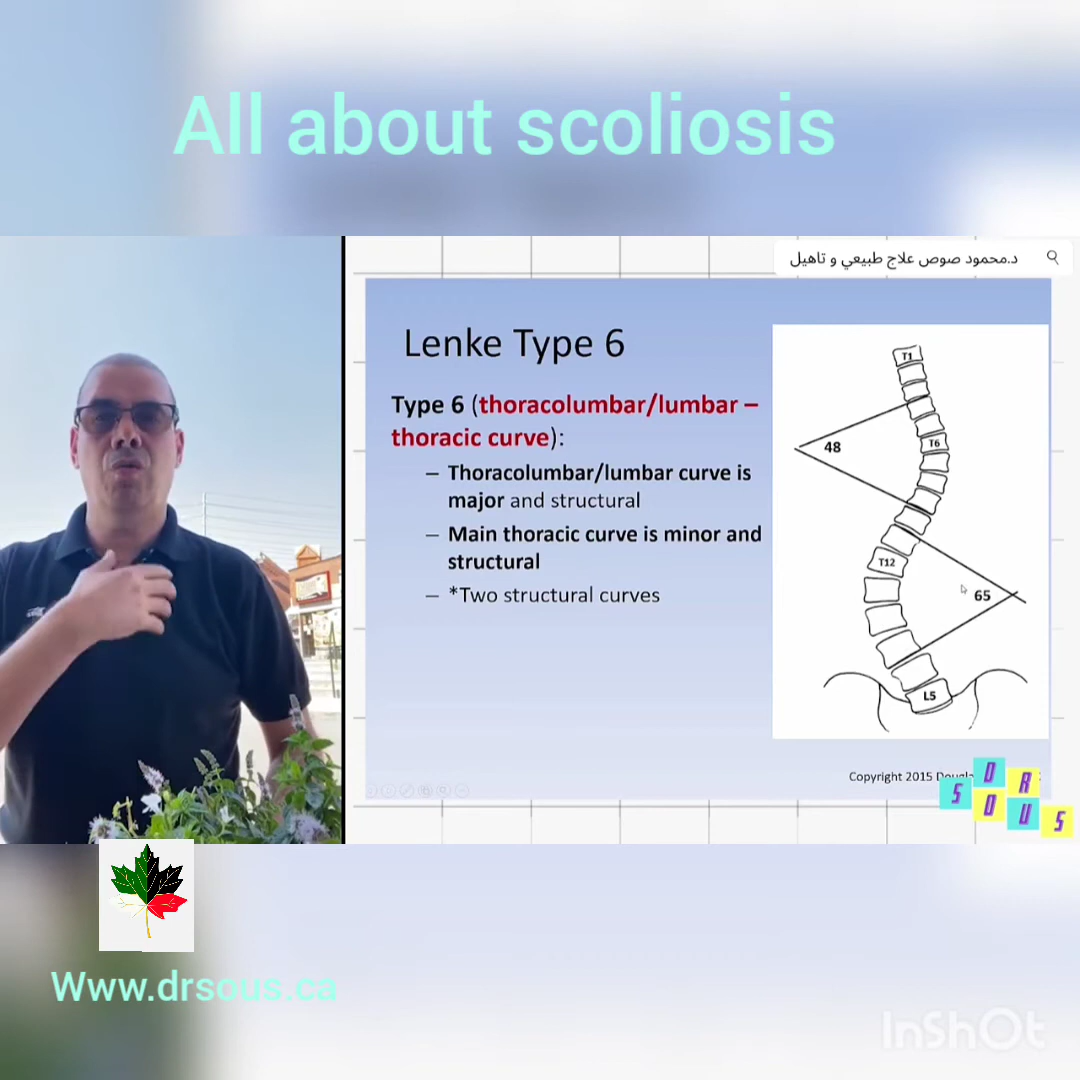 All about scoliosis
د.محمود صوص علاج طبيعي و تاهيل
Lenke Type 6
Type 6 (thoracolumbar/lumbar –
thoracic curve):
– Thoracolumbar/lumbar curve is
major and structural
– Main thoracic curve is minor and
structural
– *Two structural curves
T1
48
T6
T12
65
L5
Copyright 2015
DR
SOUS
Www.drsous.ca
InShOt